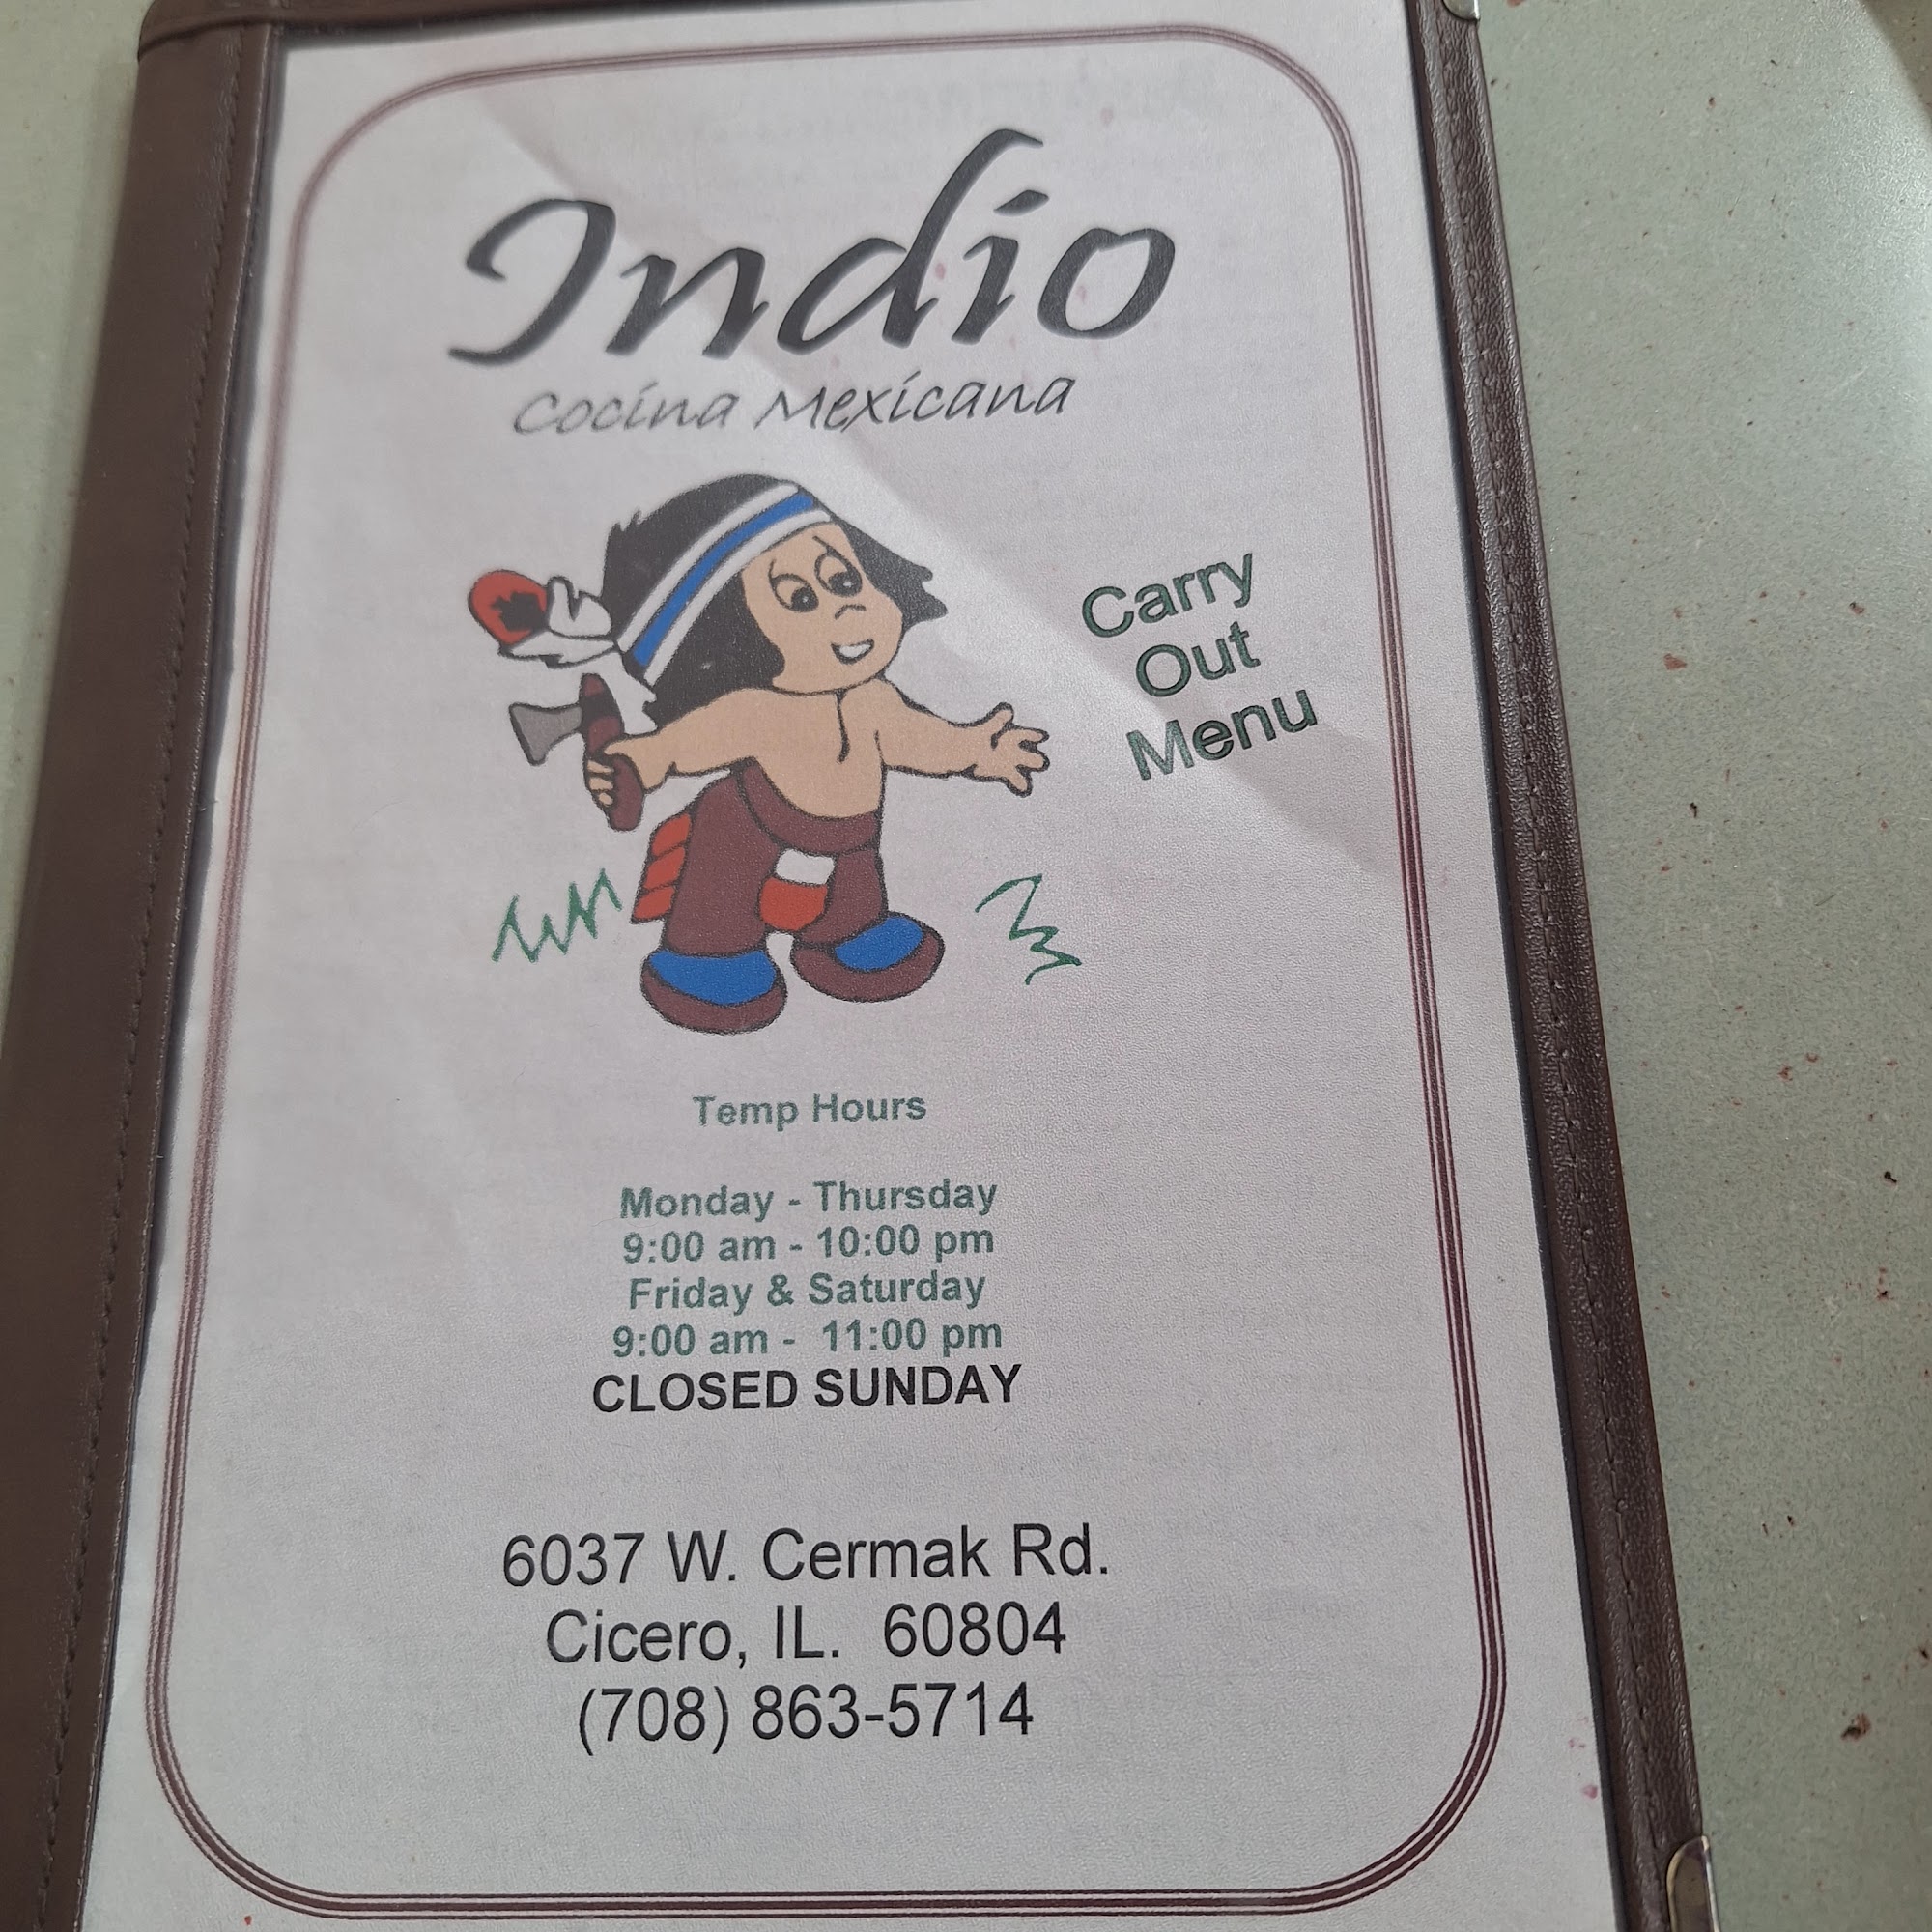 Indio
Cocina Mexicana
Carry
Out
Menu
Temp Hours
Monday - Thursday
9:00 am - 10:00 pm
Friday & Saturday
9:00 am - 11:00 pm
CLOSED SUNDAY
6037 W. Cermak Rd.
Cicero, IL. 60804
(708) 863-5714